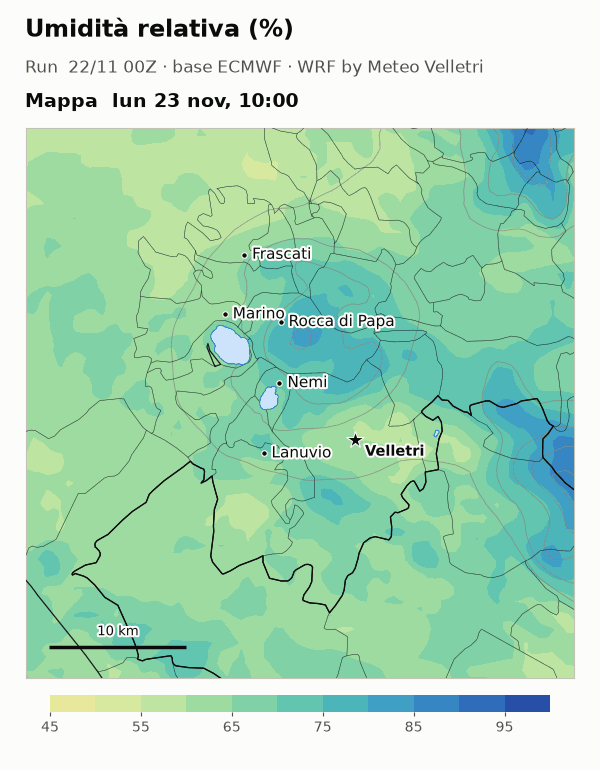 Umidità relativa (%)
Run  22/11 00Z · base ECMWF · WRF by Meteo Velletri
Mappa  lun 23 nov, 10:00
Frascati
Marino
Rocca di Papa
Nemi
Velletri
Lanuvio
10 km
45 55 65 75 85 95